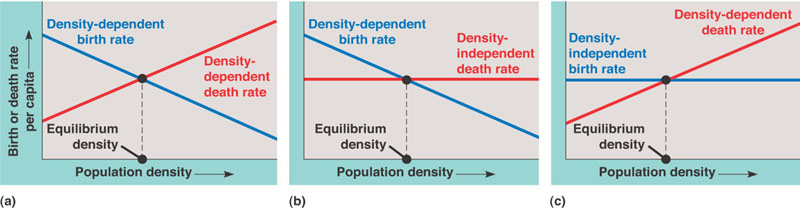 Density-dependent
birth rate
Density-
dependent
death rate
Birth or death rate
per capita
Equilibrium
density
Population density
(a)
Density-dependent
birth rate
Density-
independent
death rate
Equilibrium
density
Population density
(b)
Density-dependent
death rate
Density-
independent
birth rate
Equilibrium
density
Population density
(c)